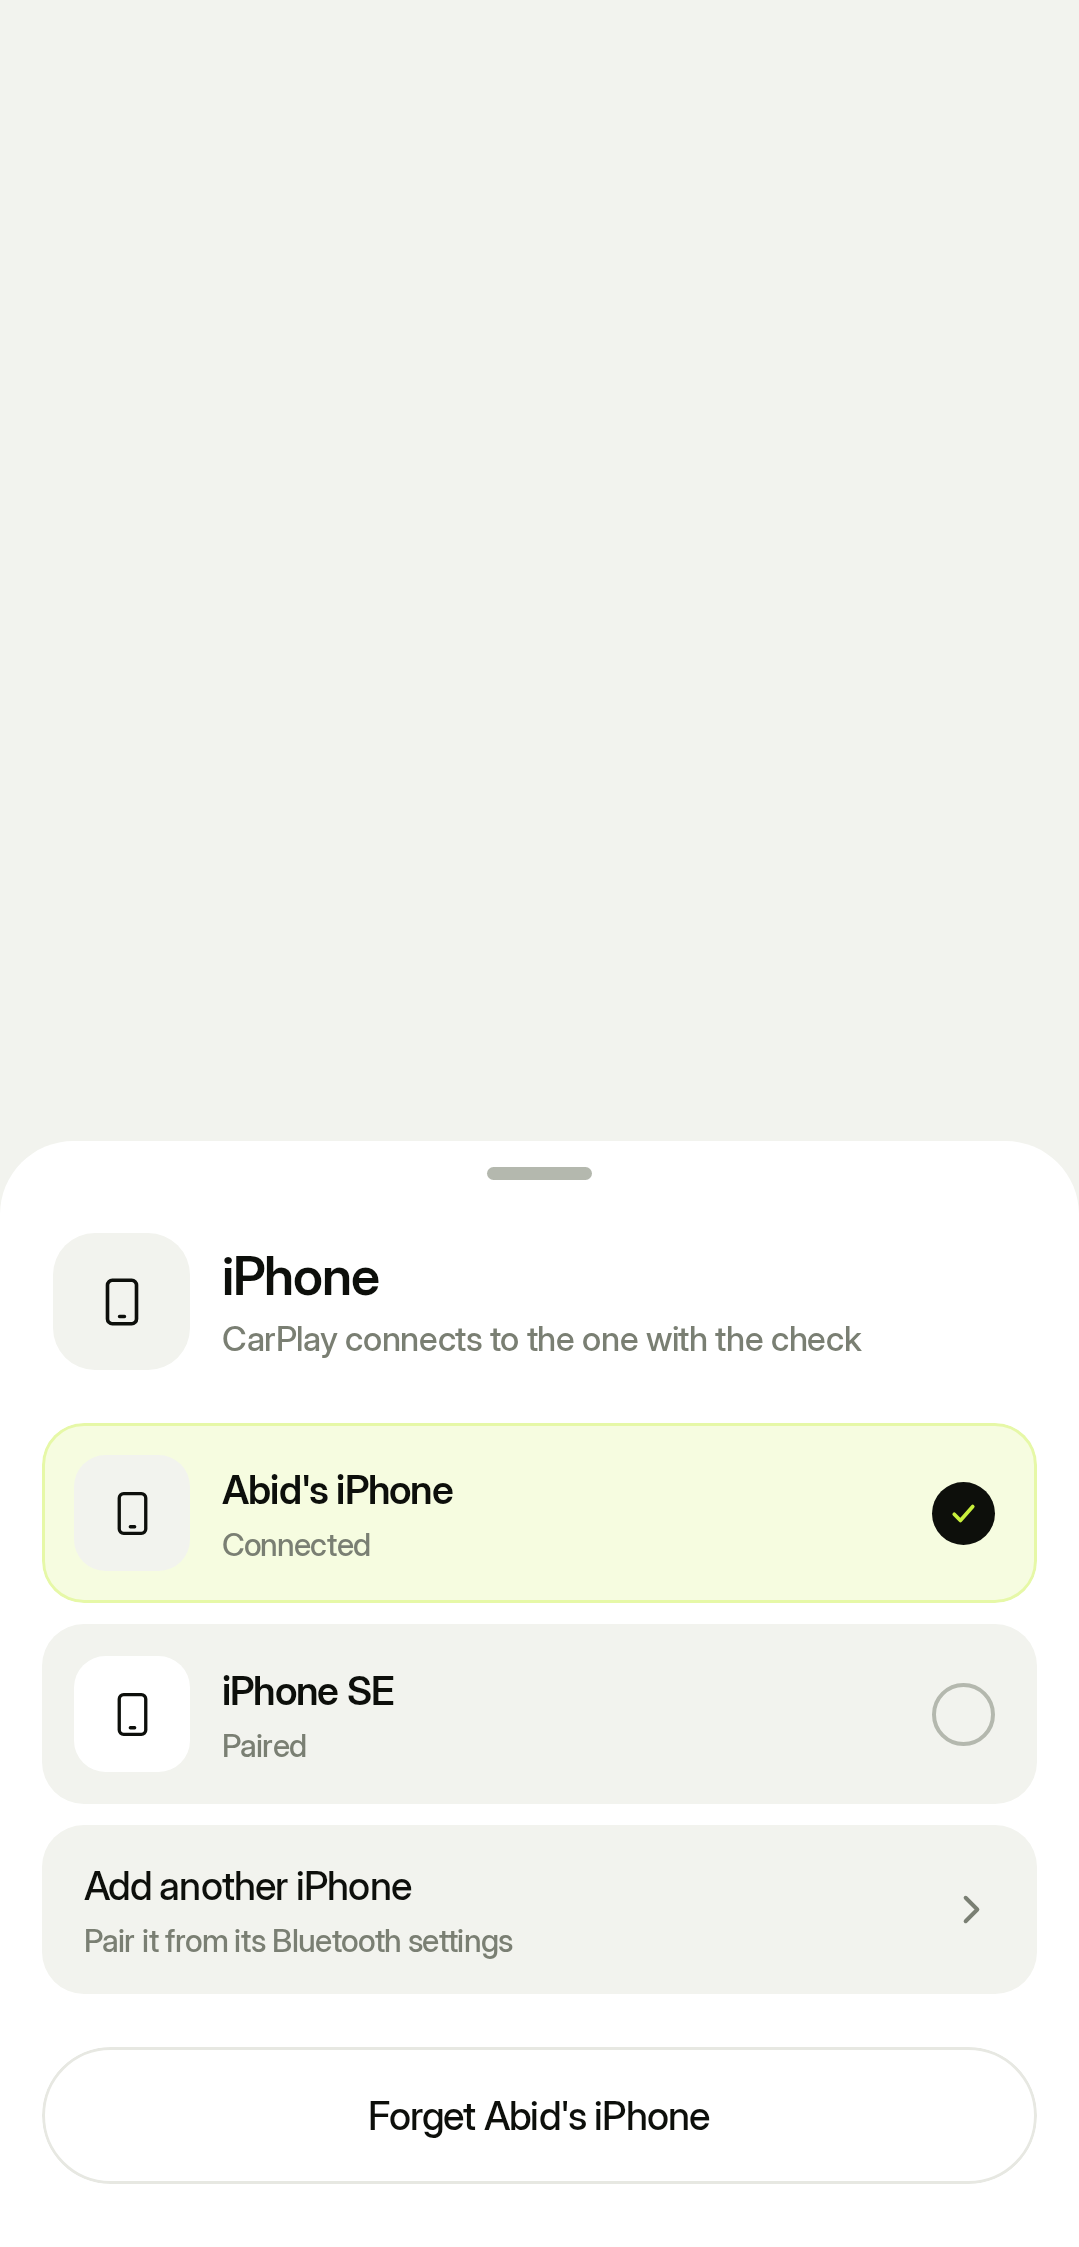 iPhone
CarPlay connects to the one with the check
Abid's iPhone
Connected
iPhone SE
Paired
Add another iPhone
Pair it from its Bluetooth settings
Forget Abid's iPhone